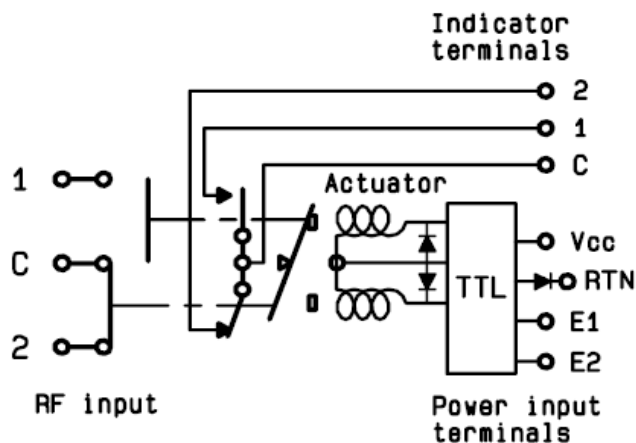 Indicator
terminals
2
1
C
1
Actuator
C
Vcc
TTL
RTN
E1
2
E2
RF input
Power input
terminals